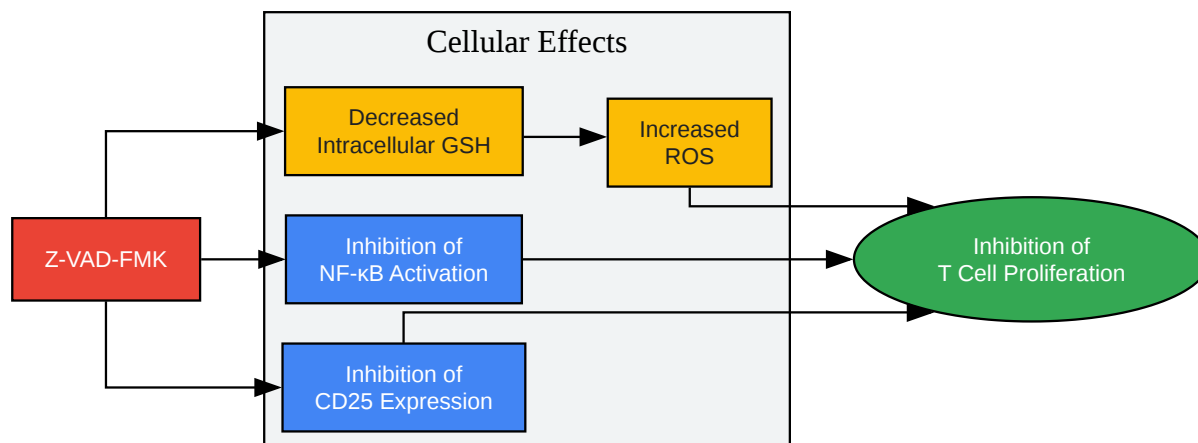 Cellular Effects
Decreased
Intracellular GSH
Increased
ROS
Z-VAD-FMK
Inhibition of
NF-κB Activation
Inhibition of
T Cell Proliferation
Inhibition of
CD25 Expression